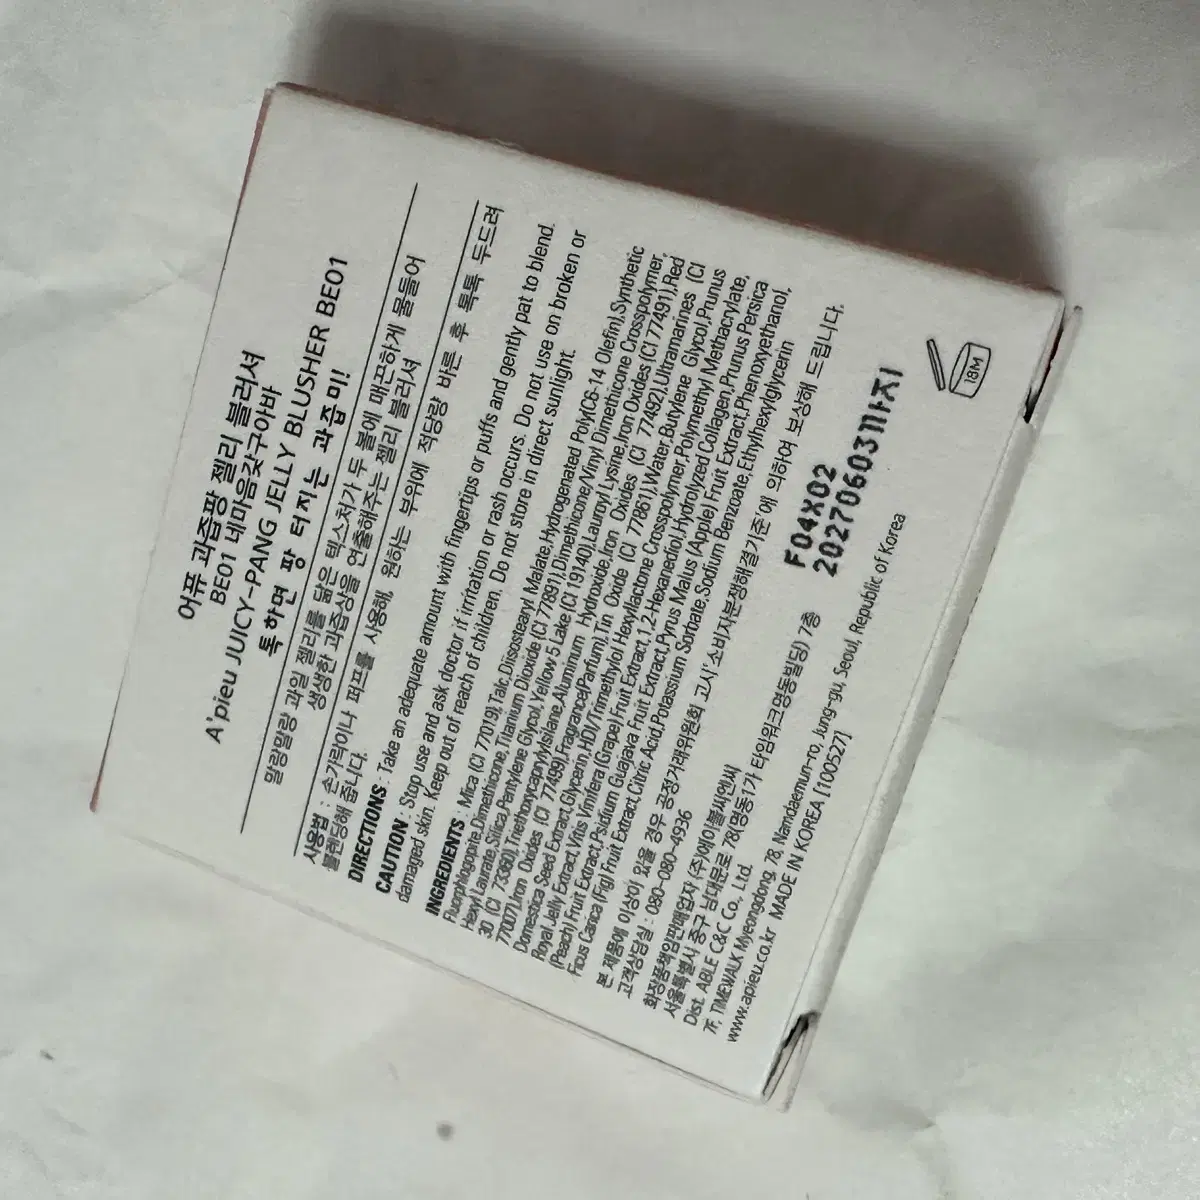 어퓨 과즙팡 젤리 블러셔
BE01 네마음갖구아바
A'pieu JUICY-PANG JELLY BLUSHER BE01
톡하면 팡 터지는 과즙미!
말랑말랑 과일 젤리를 닮은 텍스처가 두 볼에 매끈하게 물들어
생생한 과즙상을 연출해주는 젤리 블러셔
사용법 : 손가락이나 퍼프를 사용해, 원하는 부위에 적당량 바른 후 톡톡 두드려
블렌딩해 줍니다.
DIRECTIONS : Take an adequate amount with fingertips or puffs and gently pat to blend.
CAUTION : Stop use and ask doctor if irritation or rash occurs. Do not use on broken or
damaged skin. Keep out of reach of children. Do not store in direct sunlight.
INGREDIENTS : Mica (CI 77019),Talc,Diisostearyl Malate,Hydrogenated Poly(C6-14 Olefin),Synthetic
Fluorphlogopite,Dimethicone,Titanium Dioxide (CI 77891),Dimethicone/Vinyl Dimethicone Crosspolymer,
Hexyl Laurate,Silica,Pentylene Glycol,Yellow 5 Lake (CI 19140),Lauroyl Lysine,Iron Oxides (CI 77491),Red
30 (CI 73360),Triethoxycaprylylsilane,Aluminum Hydroxide,Iron Oxides (CI 77492),Ultramarines (CI
77007),Iron Oxides (CI 77499),Fragrance(Parfum),Tin Oxide (CI 77861),Water,Butylene Glycol,Prunus
Domestica Seed Extract,Glycerin,HDI/Trimethylol Hexyllactone Crosspolymer,Polymethyl Methacrylate,
Royal Jelly Extract,Vitis Vinifera (Grape) Fruit Extract,1,2-Hexanediol,Hydrolyzed Collagen,Prunus Persica
(Peach) Fruit Extract,Psidium Guajava Fruit Extract,Pyrus Malus (Apple) Fruit Extract,Phenoxyethanol,
Ficus Carica (Fig) Fruit Extract,Citric Acid,Potassium Sorbate,Sodium Benzoate,Ethylhexylglycerin
본 제품에 이상이 있을 경우 공정거래위원회 고시'소비자분쟁해결기준'에 의하여 보상해 드립니다.
고객상담실 : 080-080-4936
화장품책임판매업자 (주)에이블씨엔씨
서울특별시 중구 남대문로 78(명동1가 타임워크명동빌딩) 7층
Dist. ABLE C&C Co., Ltd.
7F, TIMEWALK Myeongdong, 78, Namdaemun-ro, Jung-gu, Seoul, Republic of Korea
www.apieu.co.kr MADE IN KOREA [100527]
F04X02
20270603까지
18M